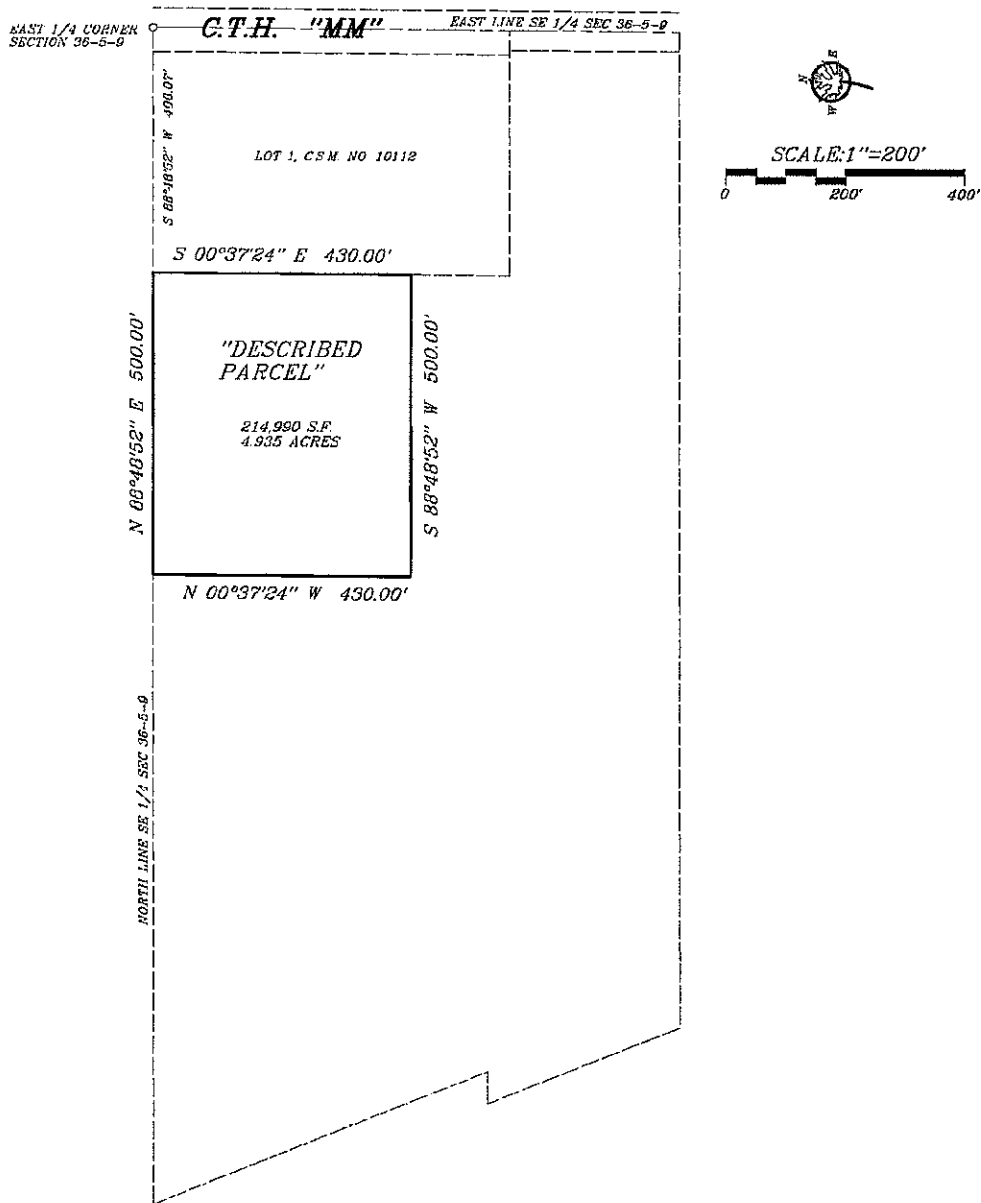 EAST 1/4 CORNER
SECTION 36-5-9
C.T.H. "MM"
EAST LINE SE 1/4 SEC 36-5-9
N
E
W
SCALE:1"=200'
0 200' 400'
LOT 1, C.S.M. NO 10112
S 00°37'24" E 430.00'
N 88°48'52" E 500.00'
"DESCRIBED
PARCEL"
214,990 S.F.
4.935 ACRES
S 88°48'52" W 500.00'
N 00°37'24" W 430.00'
NORTH LINE SE 1/4 SEC 36-5-9